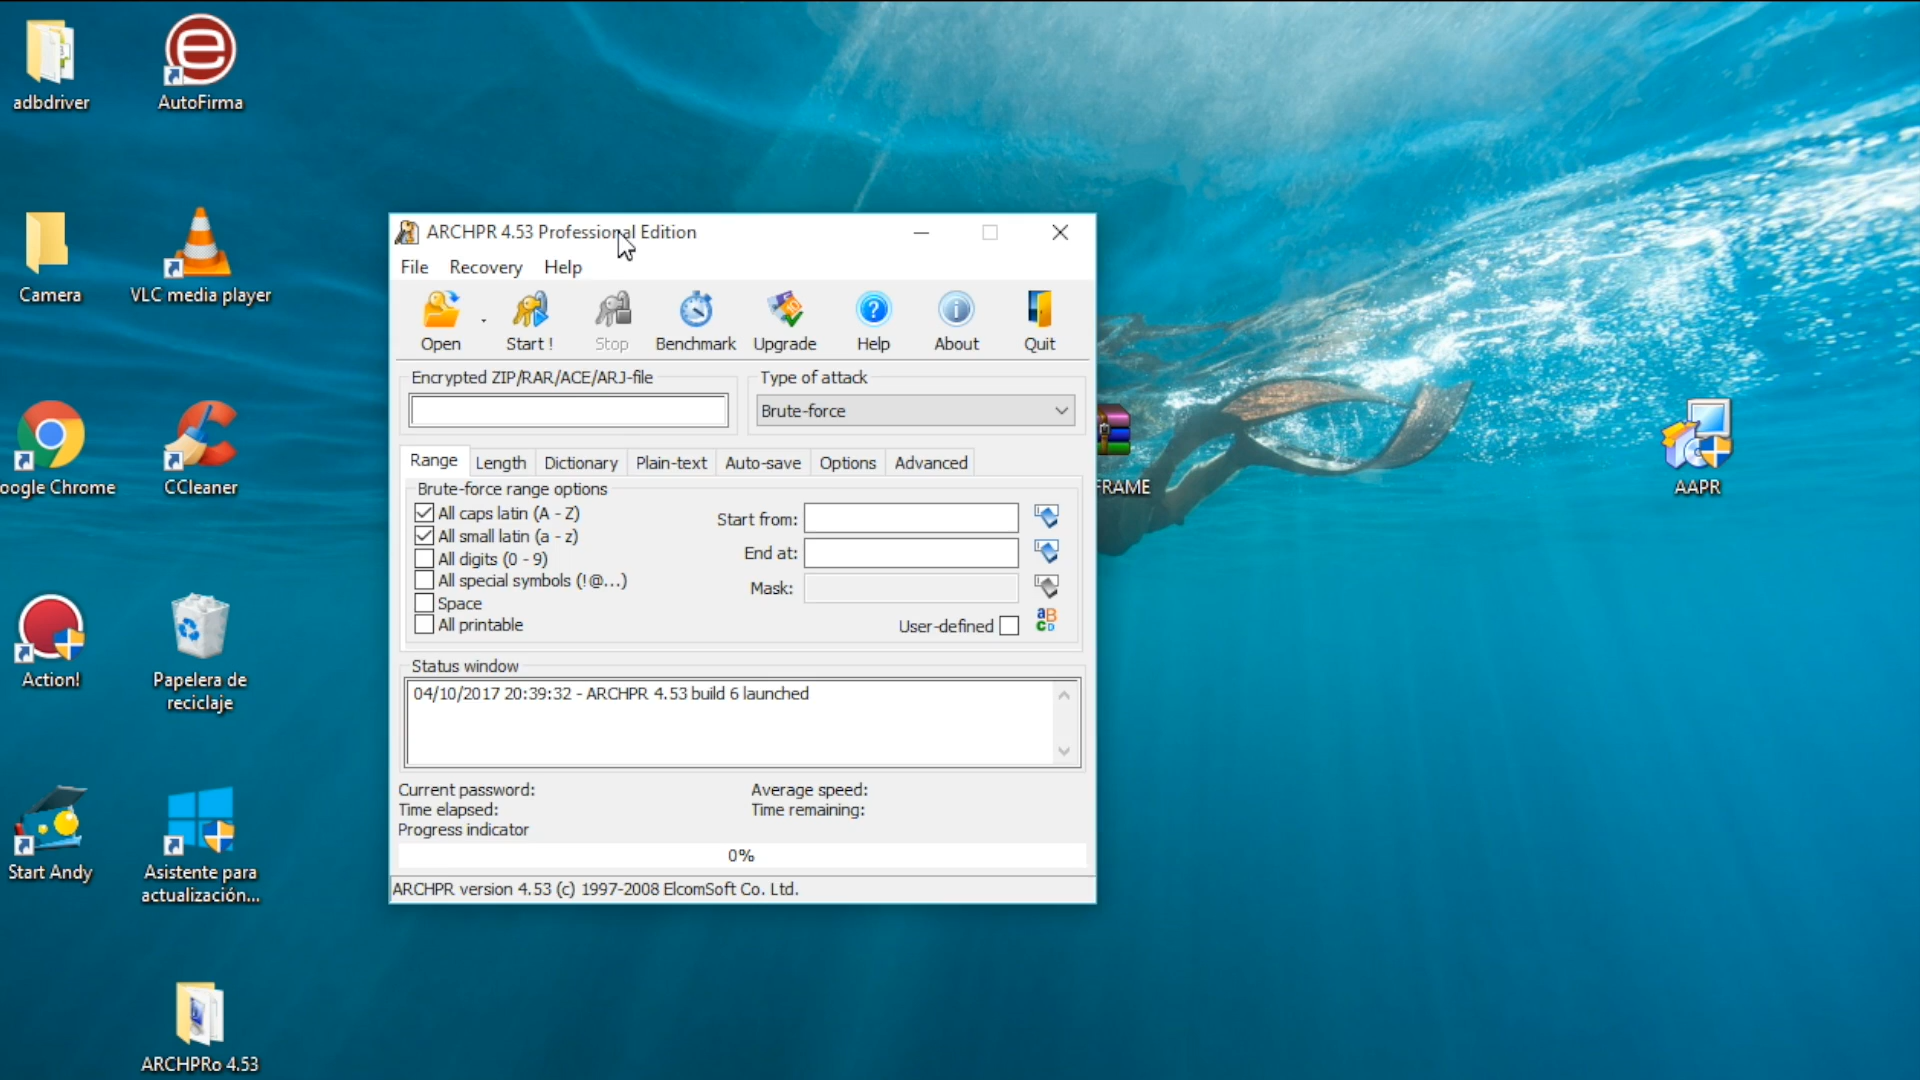 adbdriver
AutoFirma
Camera
VLC media player
oogle Chrome
CCleaner
Action!
Papelera de
reciclaje
Start Andy
Asistente para
actualización...
ARCHPRo 4.53
ARCHPR 4.53 Professional Edition
File Recovery Help
Open Start ! Stop Benchmark Upgrade Help About Quit
Encrypted ZIP/RAR/ACE/ARJ-file
Type of attack
Brute-force
Range Length Dictionary Plain-text Auto-save Options Advanced
Brute-force range options
All caps latin (A - Z)
All small latin (a - z)
All digits (0 - 9)
All special symbols (!@...)
Space
All printable
Start from:
End at:
Mask:
User-defined
Status window
04/10/2017 20:39:32 - ARCHPR 4.53 build 6 launched
Current password:
Average speed:
Time elapsed:
Time remaining:
Progress indicator
0%
ARCHPR version 4.53 (c) 1997-2008 ElcomSoft Co. Ltd.
FRAME
AAPR